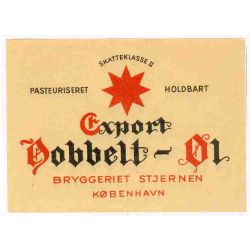 SKATTEKLASSE II
PASTEURISERET HOLDBART
Export
Dobbelt-Øl
BRYGGERIET STJERNEN
KØBENHAVN